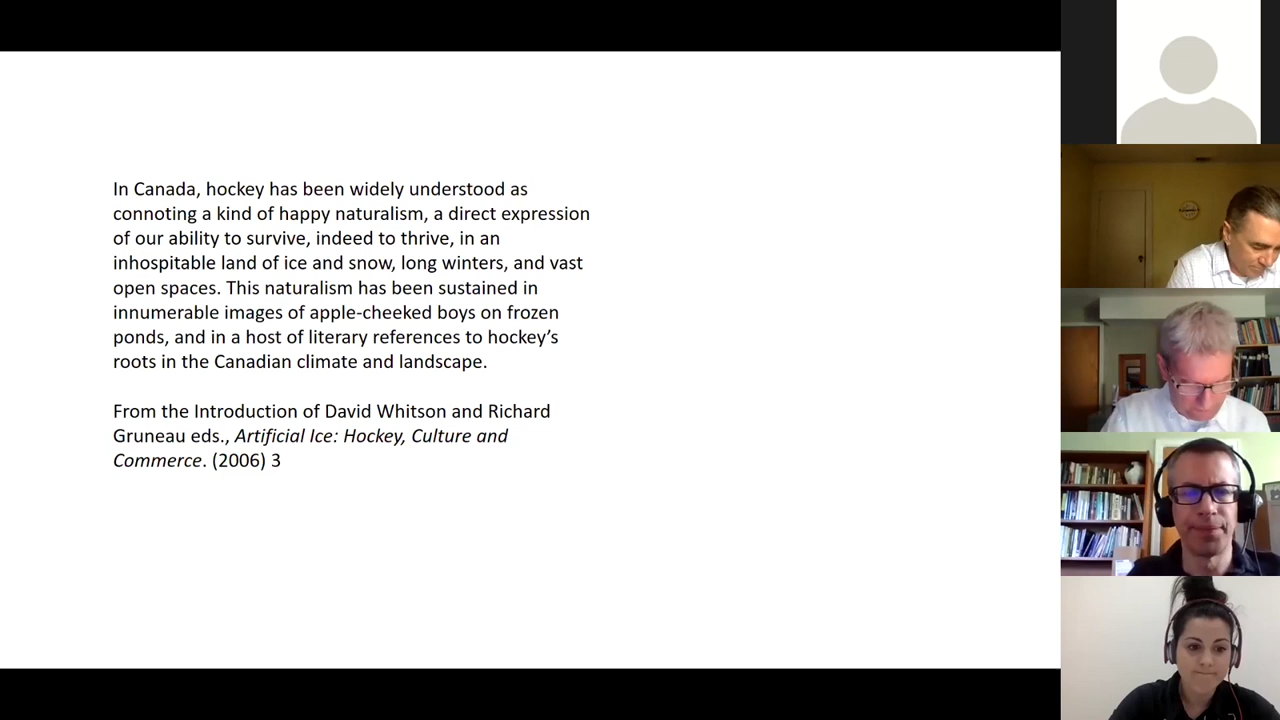 In Canada, hockey has been widely understood as
connoting a kind of happy naturalism, a direct expression
of our ability to survive, indeed to thrive, in an
inhospitable land of ice and snow, long winters, and vast
open spaces. This naturalism has been sustained in
innumerable images of apple-cheeked boys on frozen
ponds, and in a host of literary references to hockey’s
roots in the Canadian climate and landscape.
From the Introduction of David Whitson and Richard
Gruneau eds., Artificial Ice: Hockey, Culture and
Commerce. (2006) 3